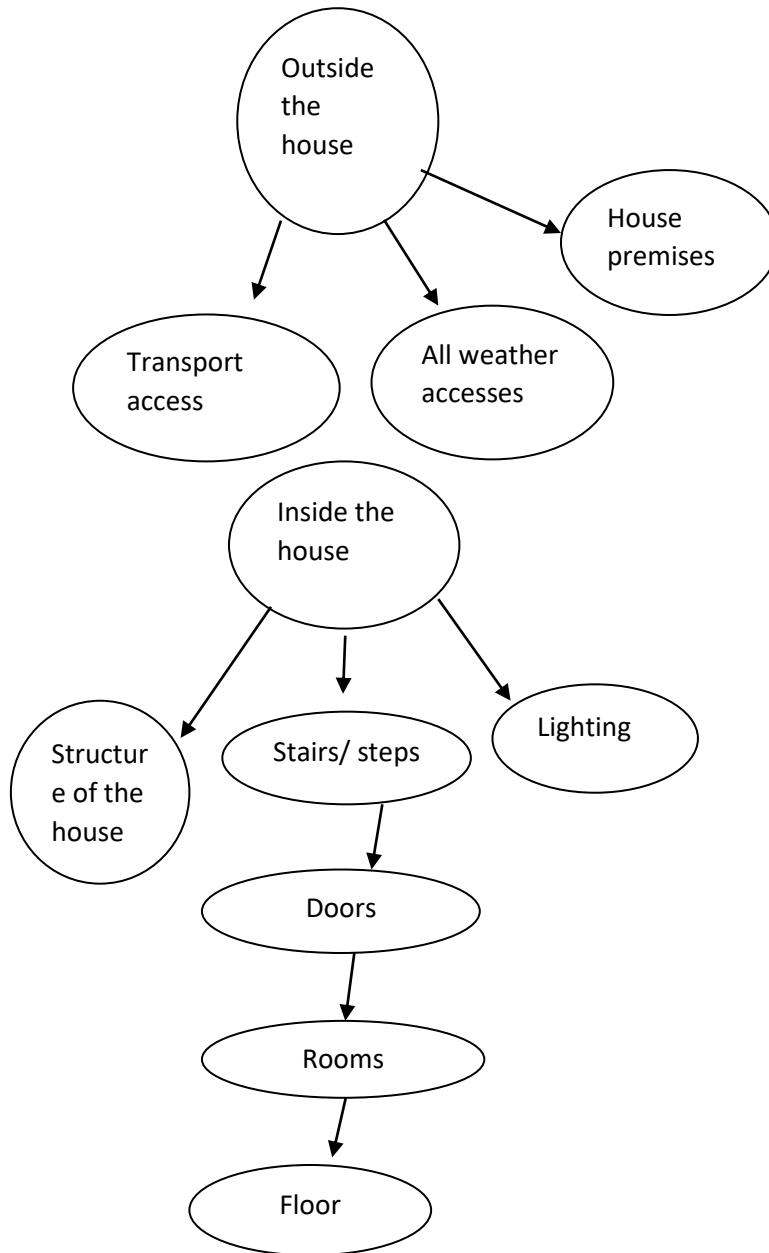 Outside
the
house
House
premises
Transport
access
All weather
accesses
Inside the
house
Structur
e of the
house
Stairs/ steps
Lighting
Doors
Rooms
Floor